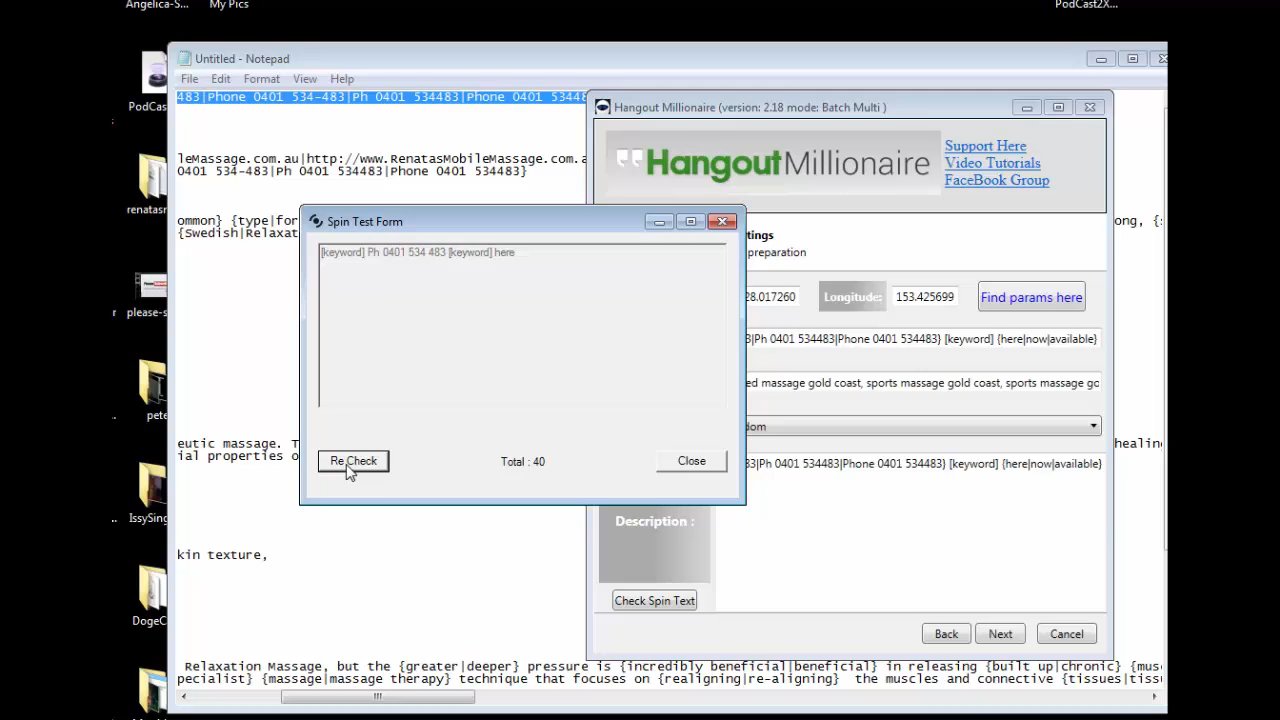 Angelica-S... My Pics PodCast2X...
Untitled - Notepad
File Edit Format View Help
PodCas
483|Phone 0401 534-483|Ph 0401 534483|Phone 0401 53448
Hangout Millionaire (version: 2.18 mode: Batch Multi )
HangoutMillionaire
Support Here
Video Tutorials
FaceBook Group
leMassage.com.au|http://www.RenatasMobileMassage.com.a
0401 534-483|Ph 0401 534483|Phone 0401 534483}
renatasr
ommon} {type|for
{Swedish|Relaxat
ong, {s
Spin Test Form
[keyword] Ph 0401 534 483 [keyword] here
Re Check
Total : 40
Close
tings
preparation
28.017260
Longitude:
153.425699
Find params here
3|Ph 0401 534483|Phone 0401 534483} [keyword] {here|now|available}
ed massage gold coast, sports massage gold coast, sports massage gc
dom
3|Ph 0401 534483|Phone 0401 534483} [keyword] {here|now|available}
please-s
pete
eutic massage. T
ial properties o
healing
IssySing
Description :
kin texture,
Check Spin Text
Back
Next
Cancel
DogeC
Relaxation Massage, but the {greater|deeper} pressure is {incredibly beneficial|beneficial} in releasing {built up|chronic} {musc
pecialist} {massage|massage therapy} technique that focuses on {realigning|re-aligning} the muscles and connective {tissues|tissu